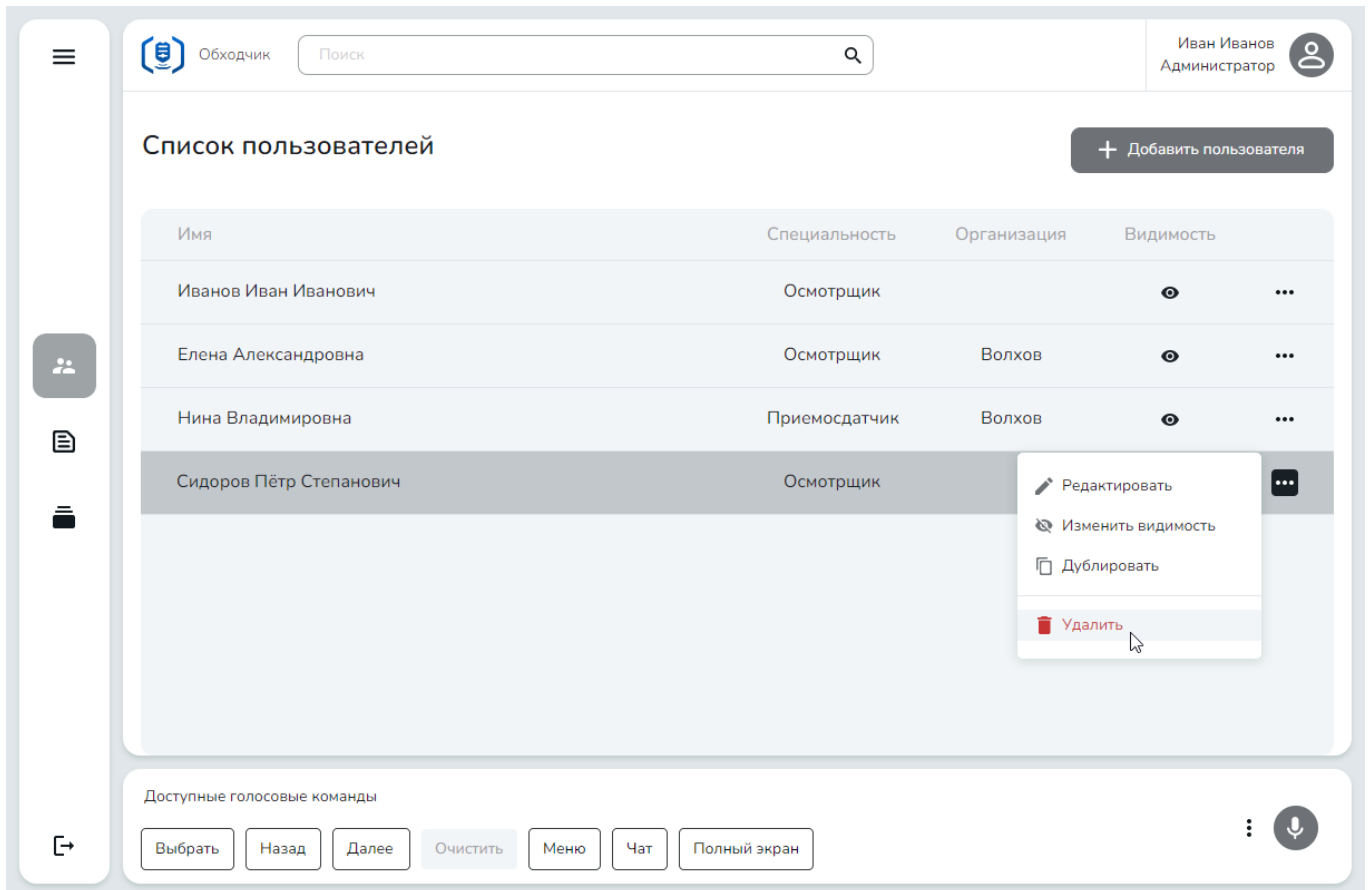 Обходчик
Поиск
Иван Иванов
Администратор
Список пользователей
Добавить пользователя
Имя Специальность Организация Видимость
Иванов Иван Иванович Осмотрщик
Елена Александровна Осмотрщик Волхов
Нина Владимировна Приемосдатчик Волхов
Сидоров Пётр Степанович Осмотрщик
Редактировать
Изменить видимость
Дублировать
Удалить
Доступные голосовые команды
Выбрать Назад Далее Очистить Меню Чат Полный экран